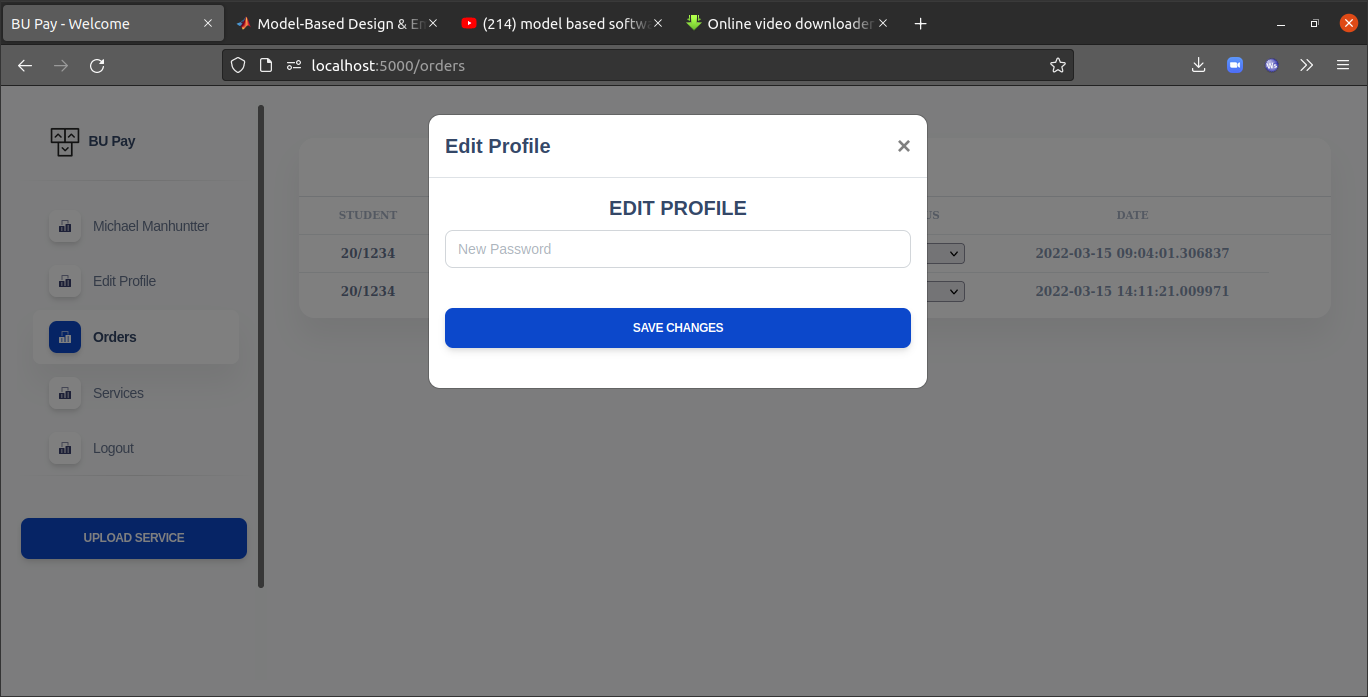 BU Pay - Welcome
Model-Based Design & En
(214) model based softwa
Online video downloader
localhost:5000/orders
BU Pay
Michael Manhuntter
Edit Profile
Orders
Services
Logout
UPLOAD SERVICE
Edit Profile
×
EDIT PROFILE
New Password
SAVE CHANGES
STUDENT
US
DATE
20/1234
2022-03-15 09:04:01.306837
20/1234
2022-03-15 14:11:21.009971